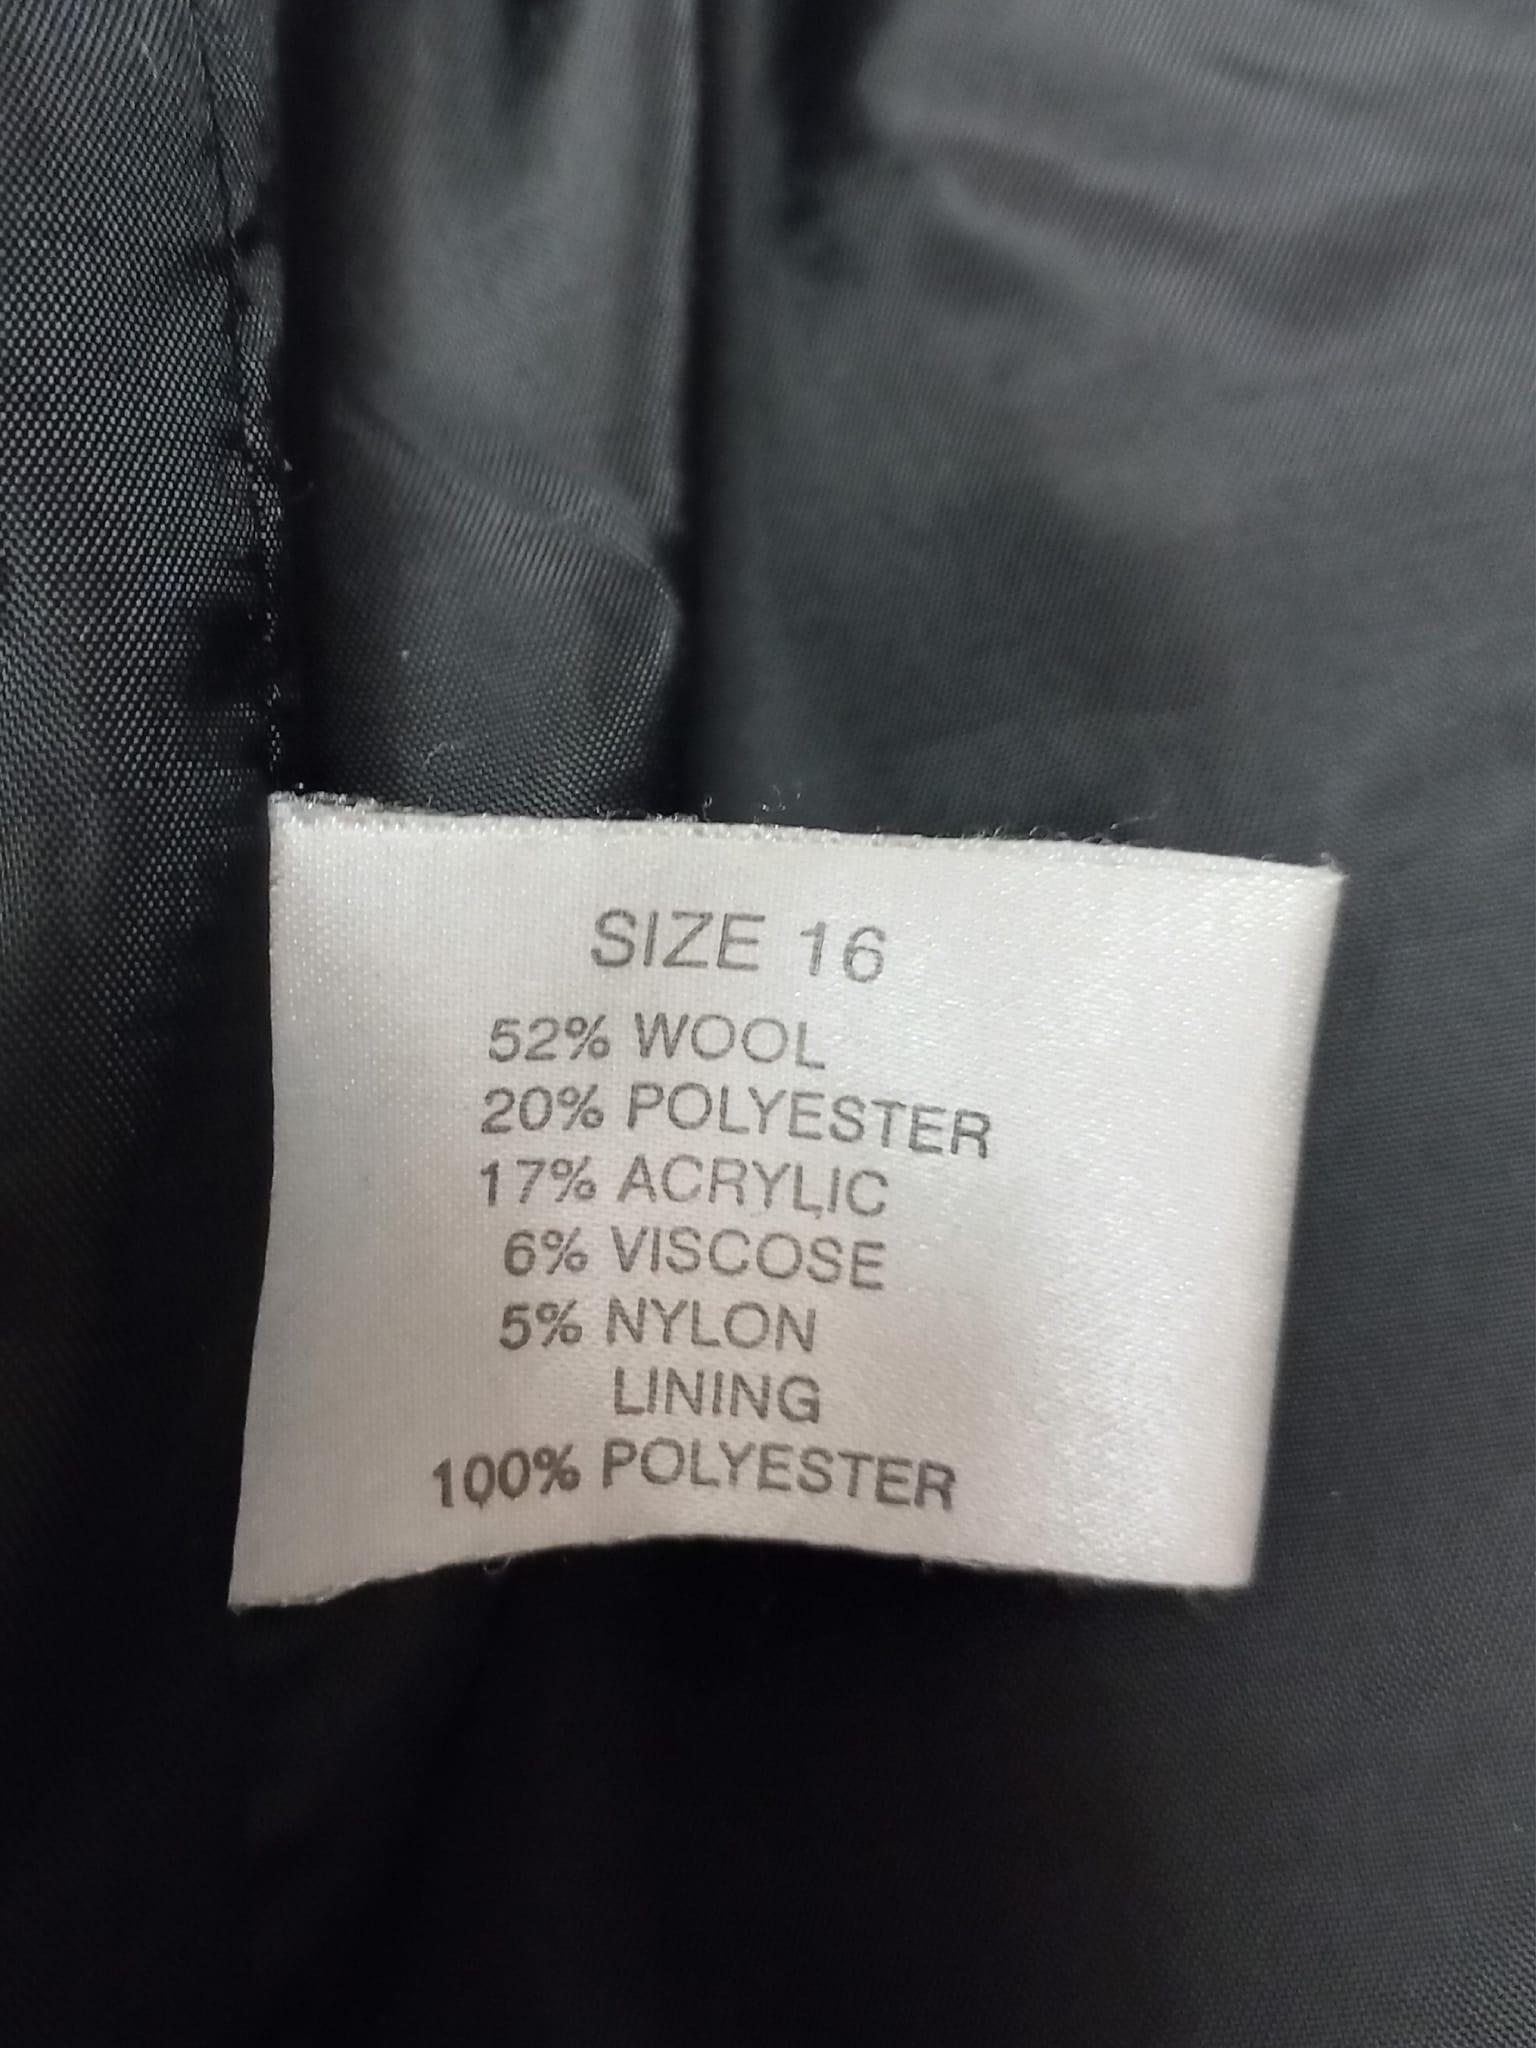 SIZE 16
52% WOOL
20% POLYESTER
17% ACRYLIC
6% VISCOSE
5% NYLON
LINING
100% POLYESTER